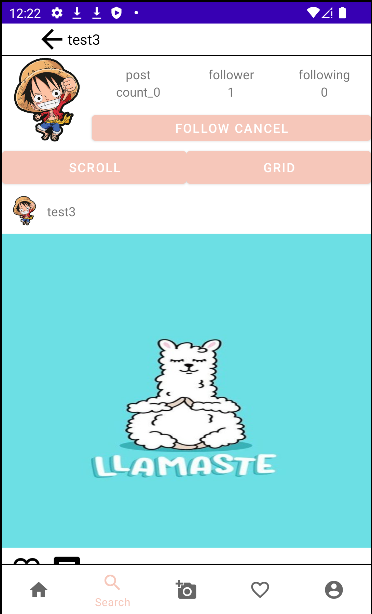 12:22
test3
post follower following
count_0 1 0
FOLLOW CANCEL
SCROLL GRID
test3
LLAMASTE
Search